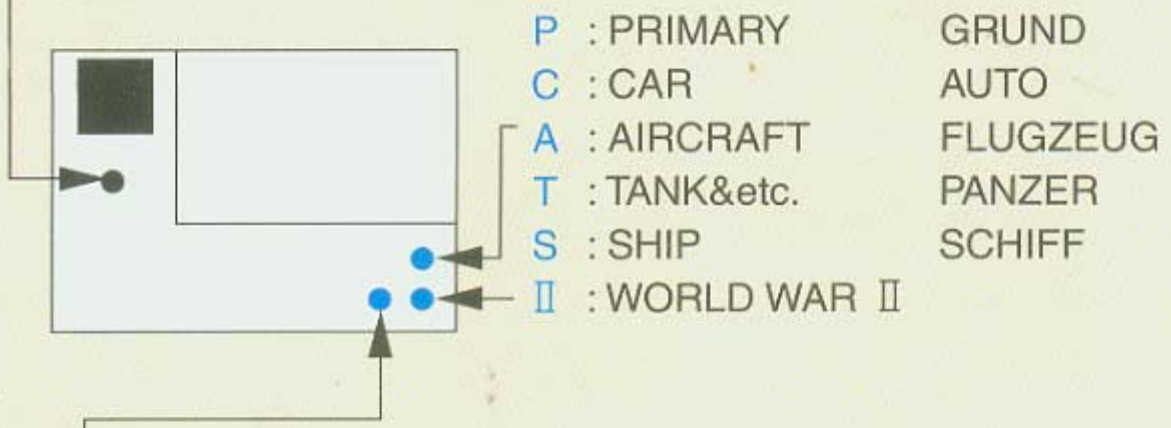 P : PRIMARY GRUND
C : CAR AUTO
A : AIRCRAFT FLUGZEUG
T : TANK&etc. PANZER
S : SHIP SCHIFF
Ⅱ : WORLD WAR Ⅱ